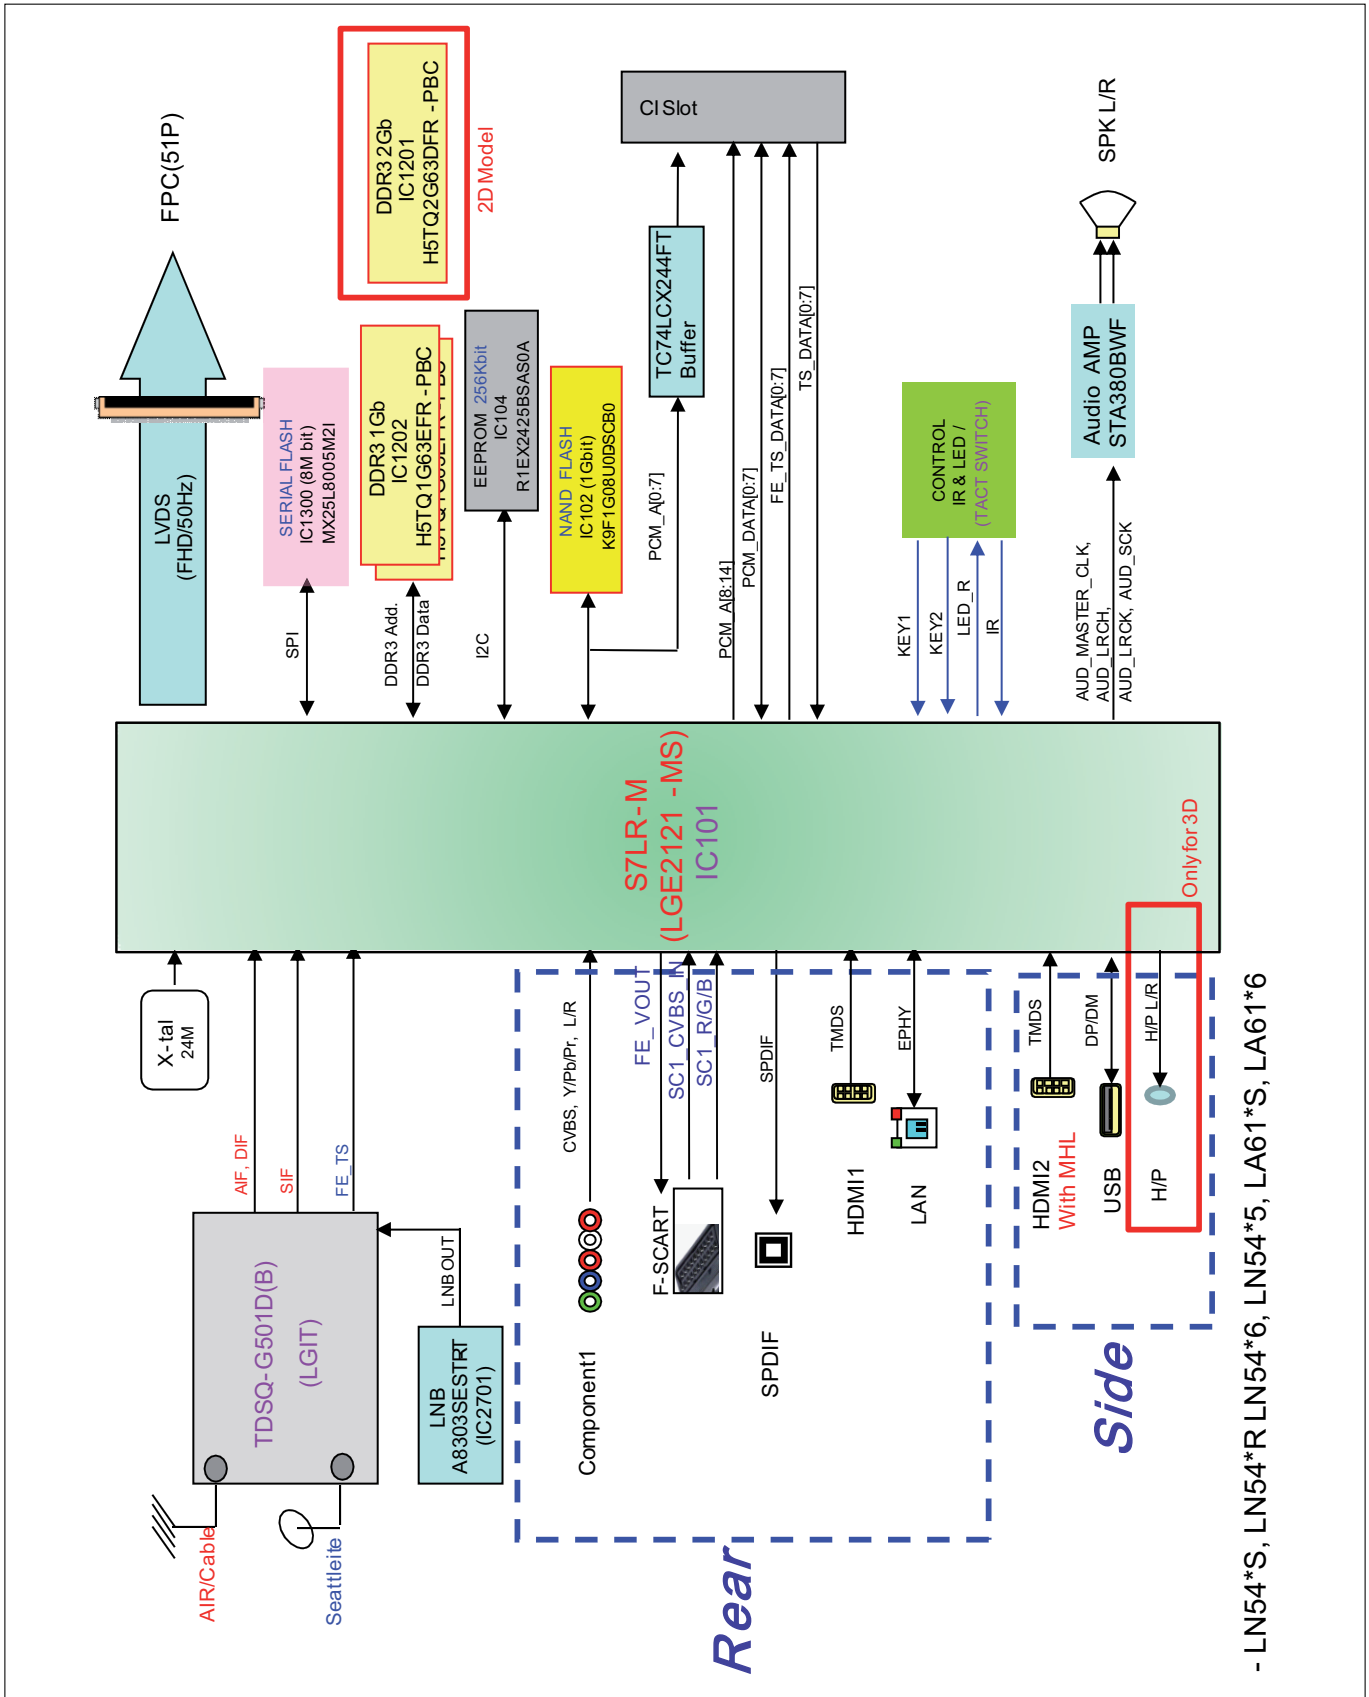 LVDS
(FHD/50Hz)
FPC(51P)
SERIAL FLASH
IC1300 (8M bit)
MX25L8005M2I
SPI
DDR3 1Gb
IC1202
H5TQ1G63EFR - PBC
DDR3 Add.
DDR3 Data
DDR3 2Gb
IC1201
H5TQ2G63DFR - PBC
2D Model
EEPROM 256Kbit
IC104
R1EX2425BSAS0A
I2C
NAND FLASH
IC102 (1Gbit)
K9F1G08U0DSCB0
PCM_A[0:7]
TC74LCX244FT
Buffer
CI Slot
PCM_A[8:14]
PCM_DATA[0:7]
FE_TS_DATA[0:7]
TS_DATA[0:7]
CONTROL
IR & LED /
(TACT SWITCH)
KEY1
KEY2
LED_R
IR
AUD_MASTER_CLK,
AUD_LRCH,
AUD_LRCK, AUD_SCK
Audio AMP
STA380BWF
SPK L/R
S7LR-M
(LGE2121 -MS)
IC101
X-tal
24M
AIF, DIF
SIF
FE_TS
TDSQ-G501D(B)
(LGIT)
AIR/Cable
Seattleite
LNB OUT
LNB
A8303SESTRT
(IC2701)
Component1
CVBS, Y/Pb/Pr, L/R
F-SCART
FE_VOUT
SC1_CVBS_IN
SC1_R/G/B
SPDIF
SPDIF
HDMI1
TMDS
LAN
EPHY
Rear
HDMI2
With MHL
TMDS
USB
DP/DM
H/P
H/P L/R
Only for 3D
Side
- LN54*S, LN54*R LN54*6, LN54*5, LA61*S, LA61*6